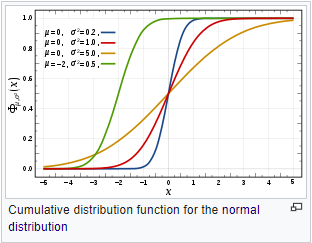 1.0
0.8
0.6
0.4
0.2
0.0
Φμ,σ²(x)
μ=0, σ²=0.2,
μ=0, σ²=1.0,
μ=0, σ²=5.0,
μ=−2, σ²=0.5,
−5 −4 −3 −2 −1 0 1 2 3 4 5
x
Cumulative distribution function for the normal
distribution